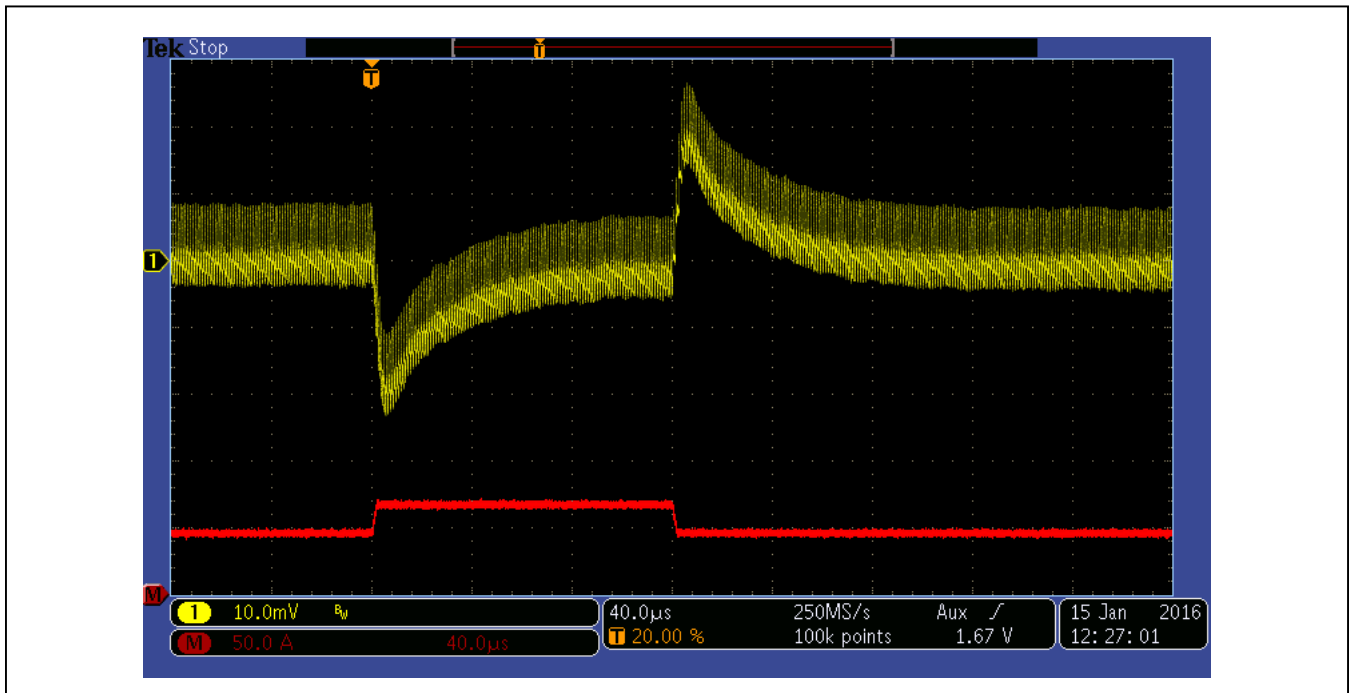 Tek Stop
T
T
1
M
1 10.0mV BW
40.0µs 250MS/s Aux
T 20.00 % 100k points 1.67 V
15 Jan 2016
12:27:01
M 50.0 A 40.0µs